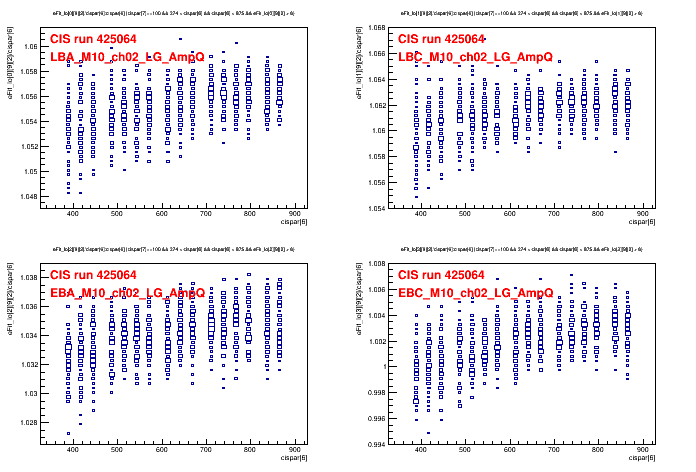 CIS run 425064
LBA_M10_ch02_LG_AmpQ
1.06
1.058
1.056
1.054
1.052
1.05
1.048
400 500 600 700 800 900
cispar[6]
CIS run 425064
LBC_M10_ch02_LG_AmpQ
1.068
1.066
1.064
1.062
1.06
1.058
1.056
1.054
400 500 600 700 800 900
cispar[6]
CIS run 425064
EBA_M10_ch02_LG_AmpQ
1.038
1.036
1.034
1.032
1.03
1.028
400 500 600 700 800 900
cispar[6]
CIS run 425064
EBC_M10_ch02_LG_AmpQ
1.008
1.006
1.004
1.002
1
0.998
0.996
0.994
400 500 600 700 800 900
cispar[6]